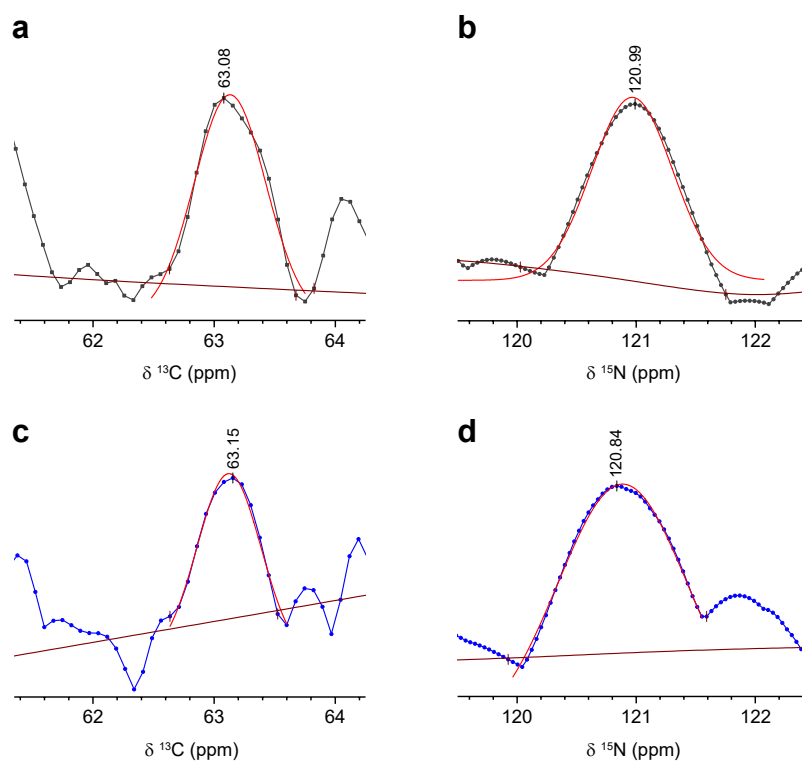 a
63.08
62 63 64
δ ¹³C (ppm)
b
120.99
120 121 122
δ ¹⁵N (ppm)
c
63.15
62 63 64
δ ¹³C (ppm)
d
120.84
120 121 122
δ ¹⁵N (ppm)